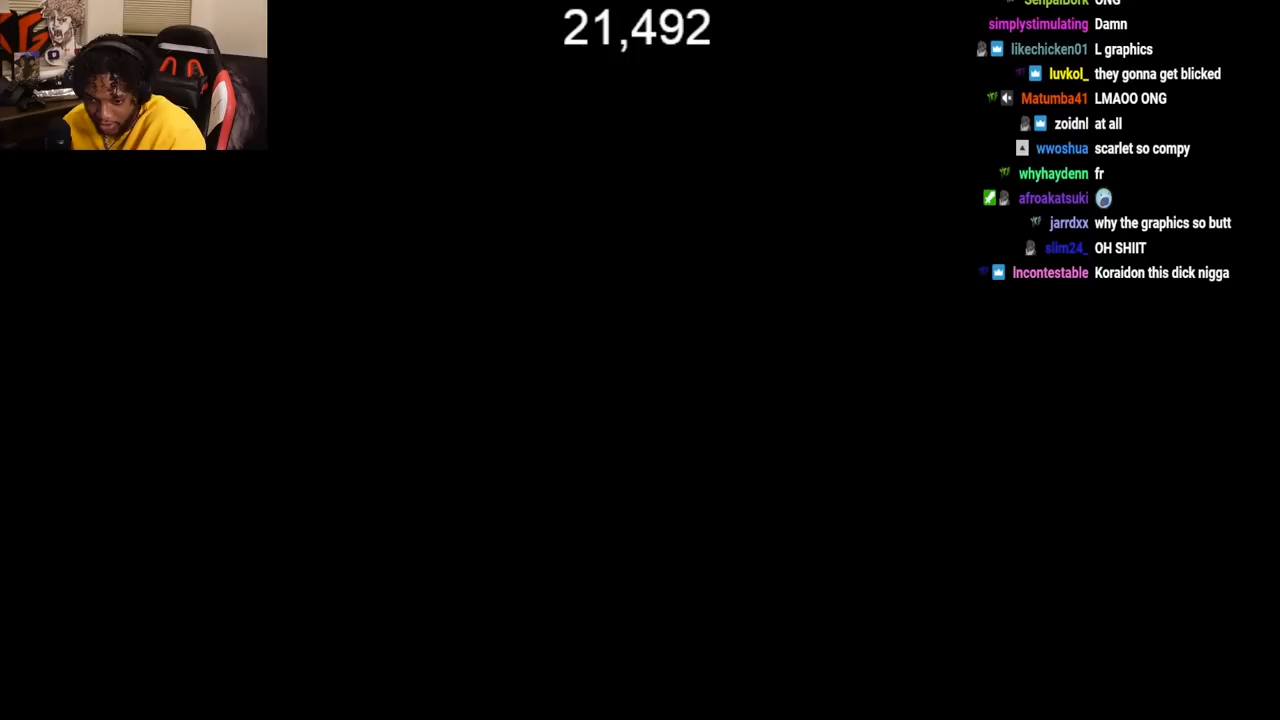 21,492
SenpaiBork ONG
simplystimulating Damn
likechicken01 L graphics
luvkol_ they gonna get blicked
Matumba41 LMAOO ONG
zoidnl at all
wwoshua scarlet so compy
whyhaydenn fr
afroakatsuki
jarrdxx why the graphics so butt
slim24_ OH SHIIT
Incontestable Koraidon this dick nigga